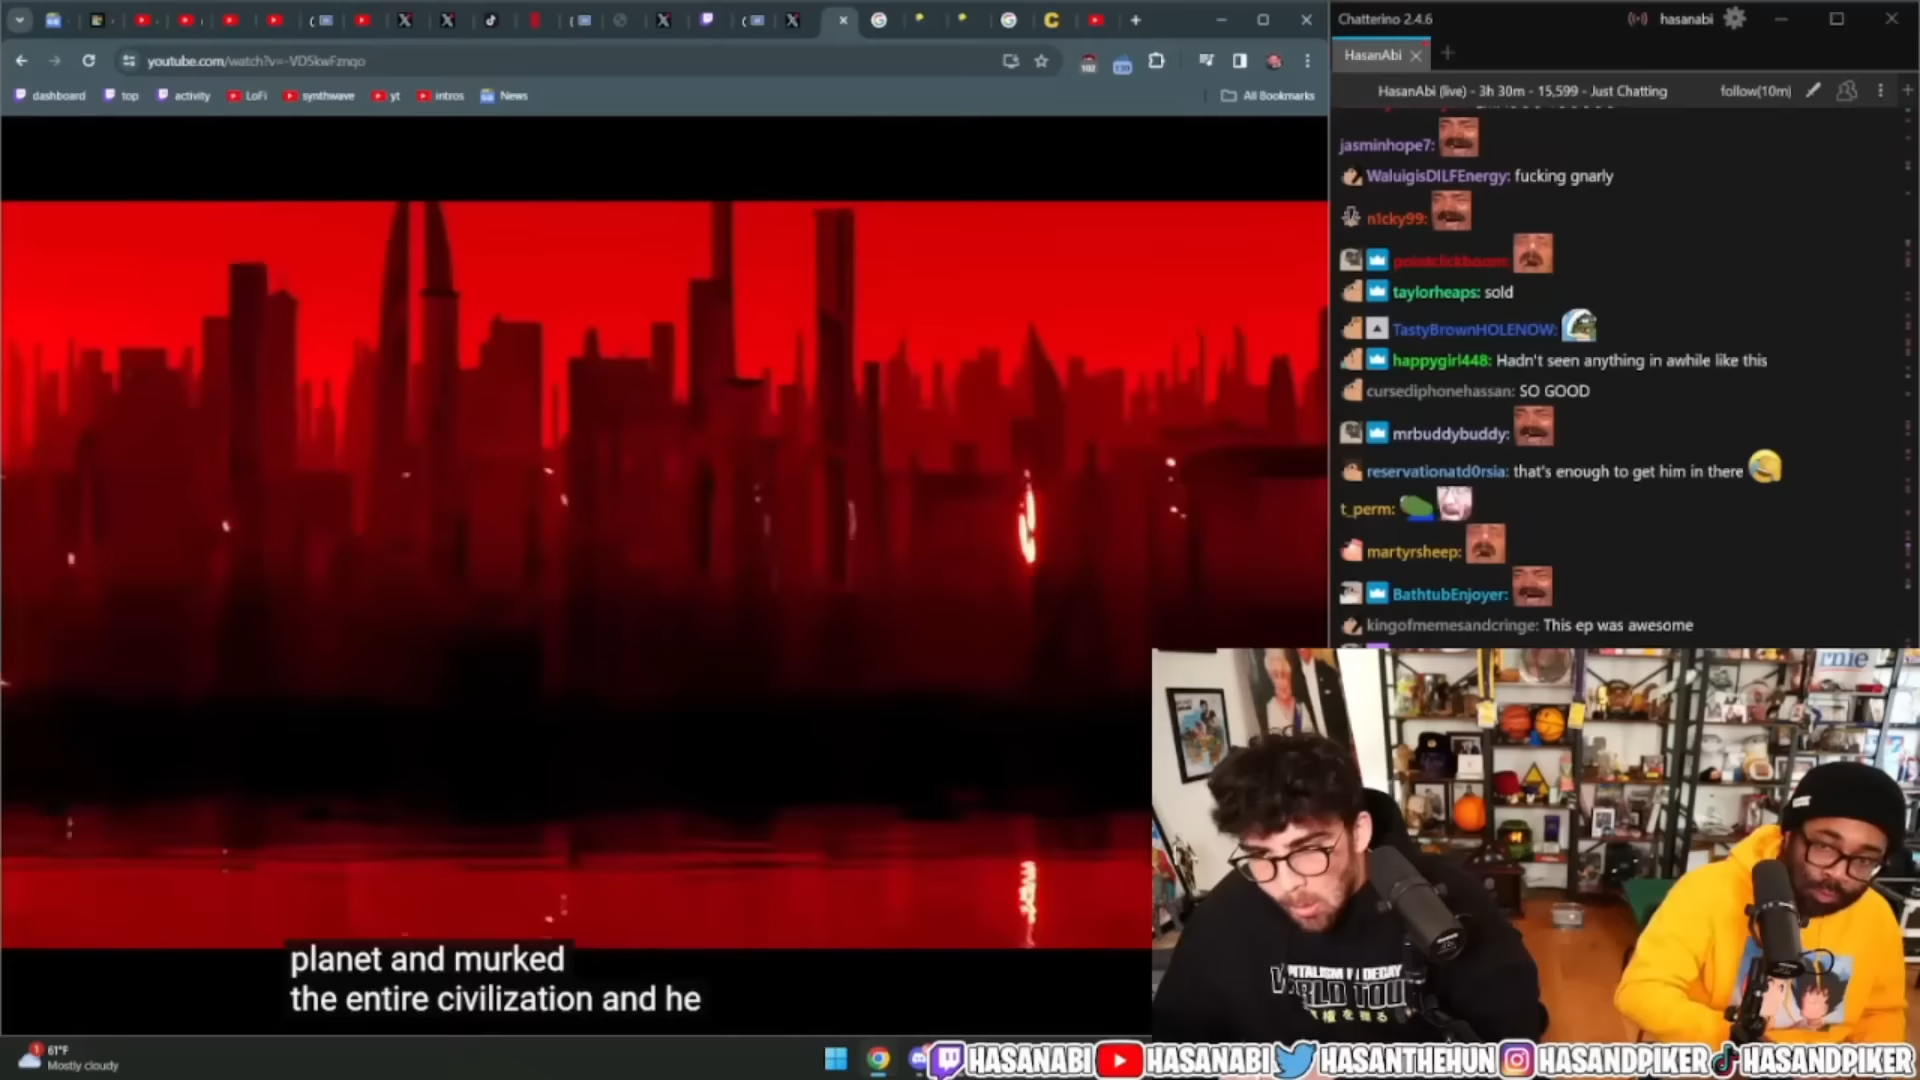 youtube.com/watch?v=-VD5kwFznqo
dashboard
top
activity
LoFi
synthwave
yt
intros
News
All Bookmarks
planet and murked
the entire civilization and he
1
61°F
Mostly cloudy
Chatterino 2.4.6
hasanabi
HasanAbi
HasanAbi (live) - 3h 30m - 15,599 - Just Chatting
follow(10m)
jasminhope7:
WaluigisDILFEnergy: fucking gnarly
n1cky99:
pointclickboom:
taylorheaps: sold
TastyBrownHOLENOW:
happygirl448: Hadn't seen anything in awhile like this
cursediphonehassan: SO GOOD
mrbuddybuddy:
reservationatd0rsia: that's enough to get him in there
t_perm:
martyrsheep:
BathtubEnjoyer:
kingofmemesandcringe: This ep was awesome
rnie
HASANABI
HASANABI
HASANTHEHUN
HASANDPIKER
HASANDPIKER